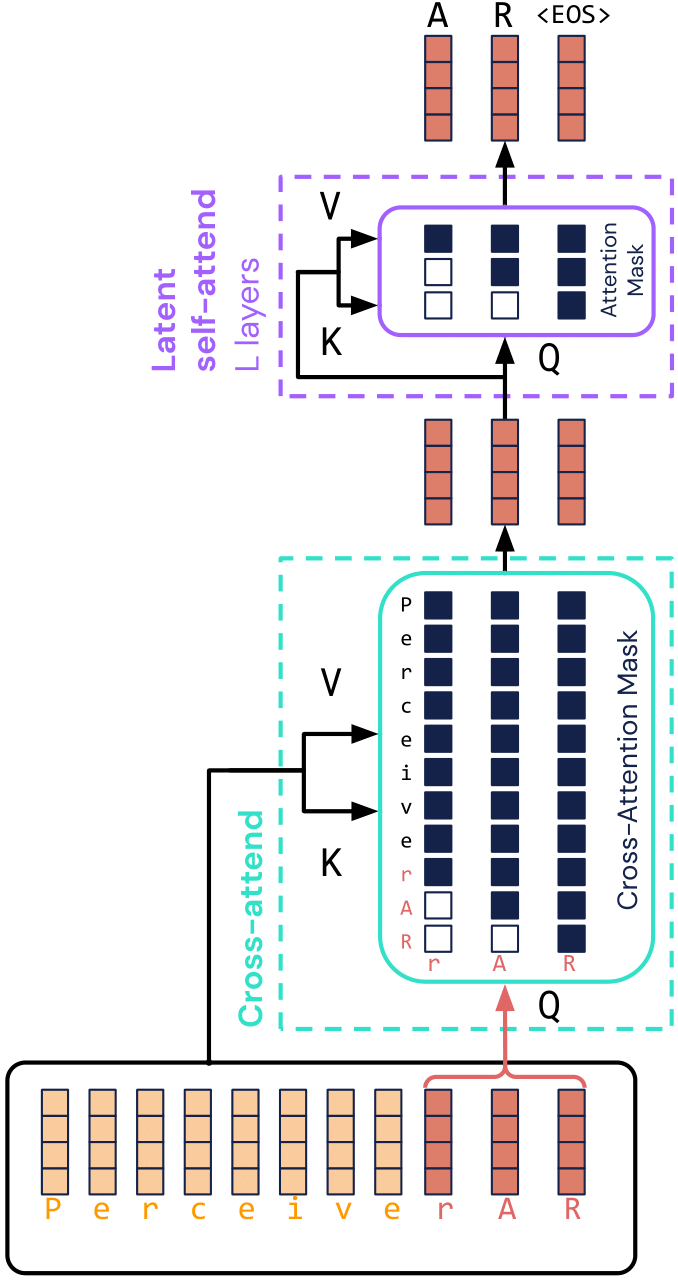 A R <EOS>
V
K
Q
Attention
Mask
Latent
self-attend
L layers
P
e
r
c
e
i
v
e
r
A
R
r A R
Cross-Attention Mask
V
K
Q
Cross-attend
P e r c e i v e r A R